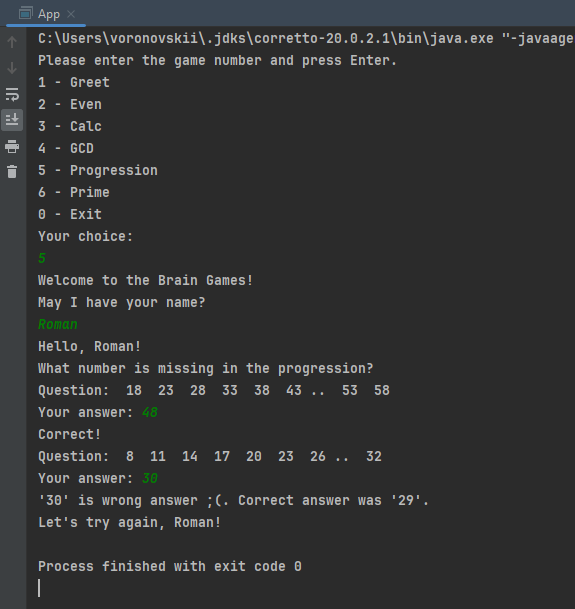 App
C:\Users\voronovskii\.jdks\corretto-20.0.2.1\bin\java.exe "-javaage
Please enter the game number and press Enter.
1 - Greet
2 - Even
3 - Calc
4 - GCD
5 - Progression
6 - Prime
0 - Exit
Your choice:
5
Welcome to the Brain Games!
May I have your name?
Roman
Hello, Roman!
What number is missing in the progression?
Question:  18  23  28  33  38  43 ..  53  58
Your answer: 48
Correct!
Question:  8  11  14  17  20  23  26 ..  32
Your answer: 30
'30' is wrong answer ;(. Correct answer was '29'.
Let's try again, Roman!
Process finished with exit code 0